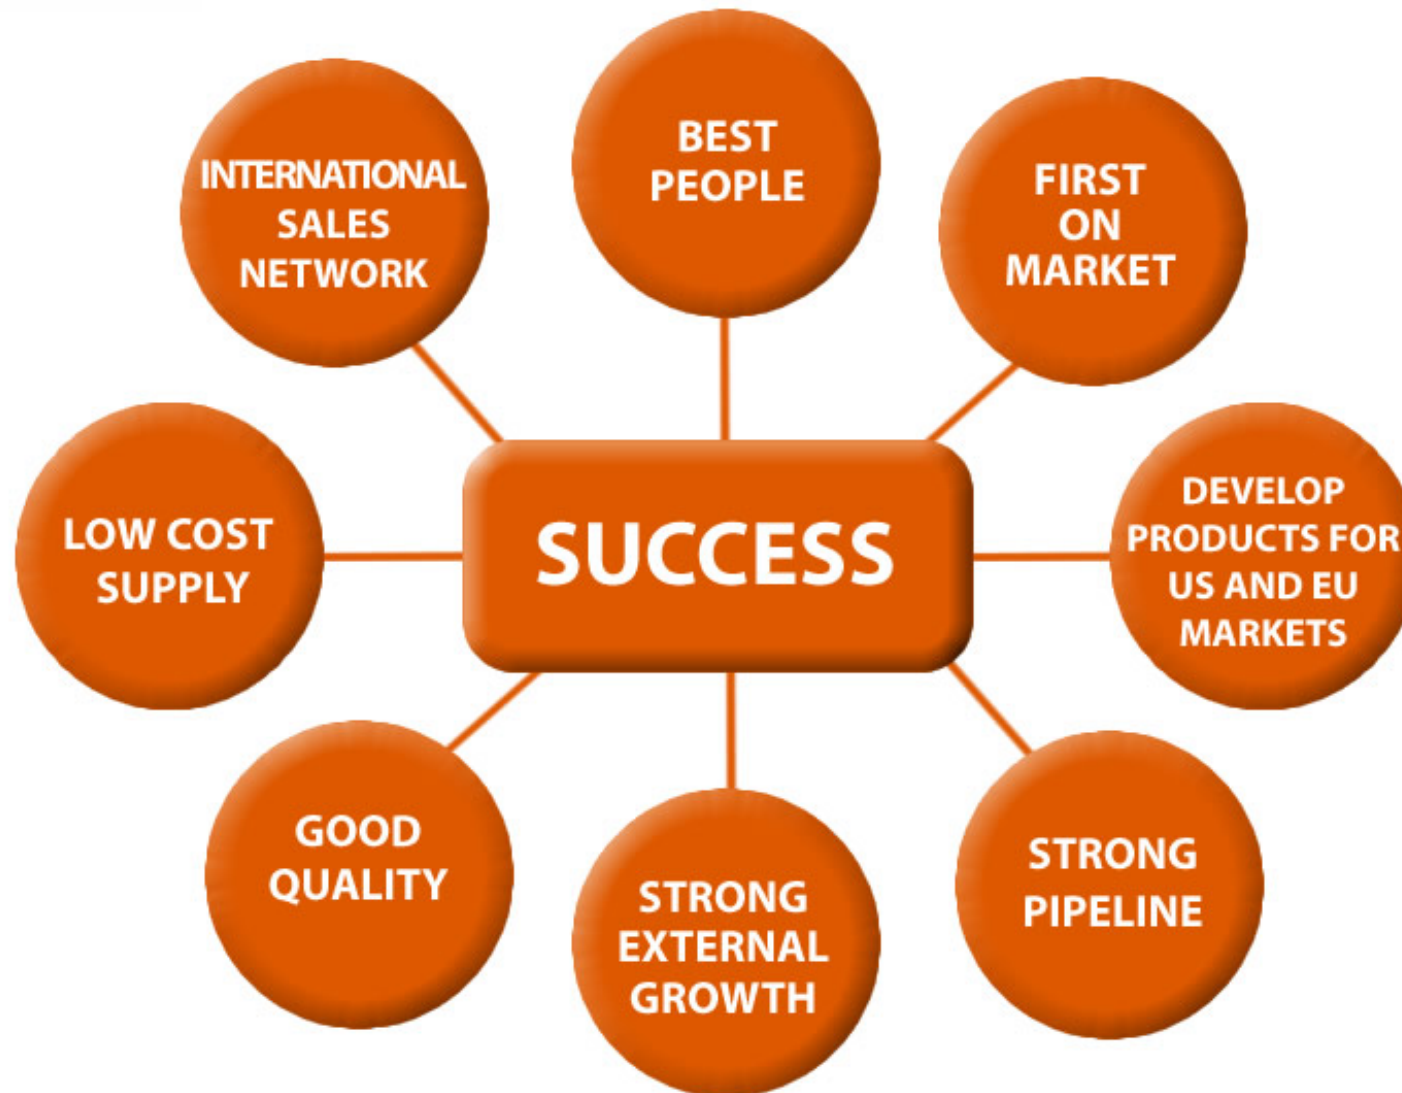 INTERNATIONAL
SALES
NETWORK
BEST
PEOPLE
FIRST
ON
MARKET
LOW COST
SUPPLY
SUCCESS
DEVELOP
PRODUCTS FOR
US AND EU
MARKETS
GOOD
QUALITY
STRONG
EXTERNAL
GROWTH
STRONG
PIPELINE